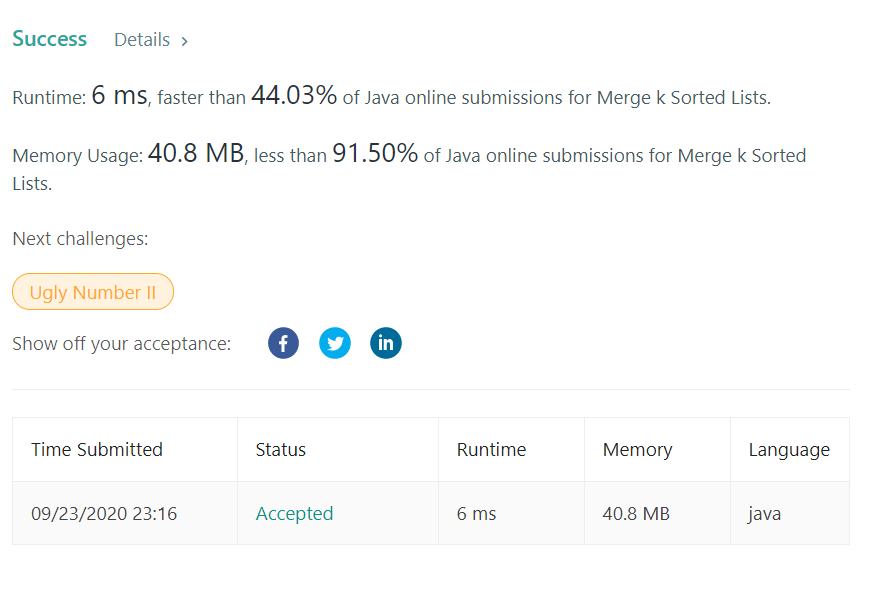 Success Details >
Runtime: 6 ms, faster than 44.03% of Java online submissions for Merge k Sorted Lists.
Memory Usage: 40.8 MB, less than 91.50% of Java online submissions for Merge k Sorted
Lists.
Next challenges:
Ugly Number II
Show off your acceptance: f in
Time Submitted Status Runtime Memory Language
09/23/2020 23:16 Accepted 6 ms 40.8 MB java